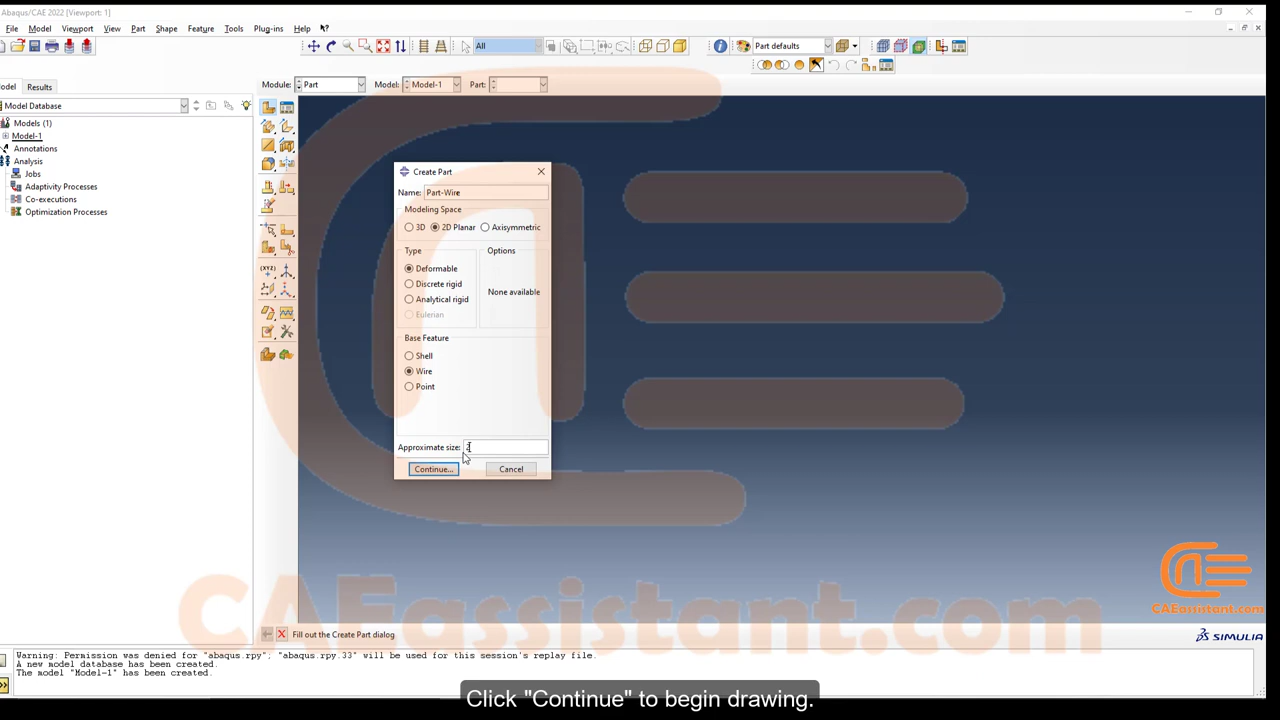 Abaqus/CAE 2022 [Viewport: 1]
File Model Viewport View Part Shape Feature Tools Plug-ins Help
All
Part defaults
odel Results
Module: Part Model: Model-1 Part:
Model Database
Models (1)
Model-1
Annotations
Analysis
Jobs
Adaptivity Processes
Co-executions
Optimization Processes
(XYZ)
Create Part
Name: Part-Wire
Modeling Space
3D 2D Planar Axisymmetric
Type Options
Deformable
Discrete rigid
Analytical rigid
Eulerian
None available
Base Feature
Shell
Wire
Point
Approximate size:
Continue... Cancel
CAEassistant.com
CAEassistant.com
Fill out the Create Part dialog
SIMULIA
Warning: Permission was denied for "abaqus.rpy"; "abaqus.rpy.33" will be used for this session's replay file.
A new model database has been created.
The model "Model-1" has been created.
>>
Click "Continue" to begin drawing.